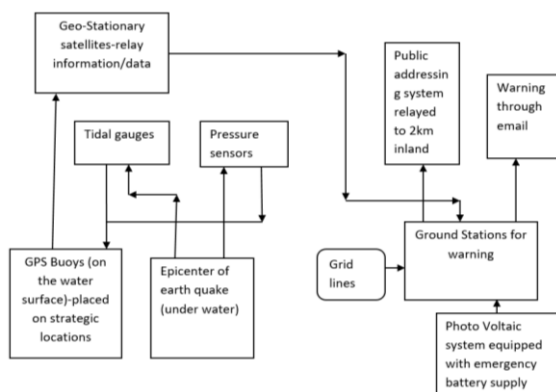 Geo-Stationary
satellites-relay
information/data
Public
addressin
g system
relayed
to 2km
inland
Warning
through
email
Tidal gauges
Pressure
sensors
GPS Buoys (on
the water
surface)-placed
on strategic
locations
Epicenter of
earth quake
(under water)
Grid
lines
Ground Stations for
warning
Photo Voltaic
system equipped
with emergency
battery supply